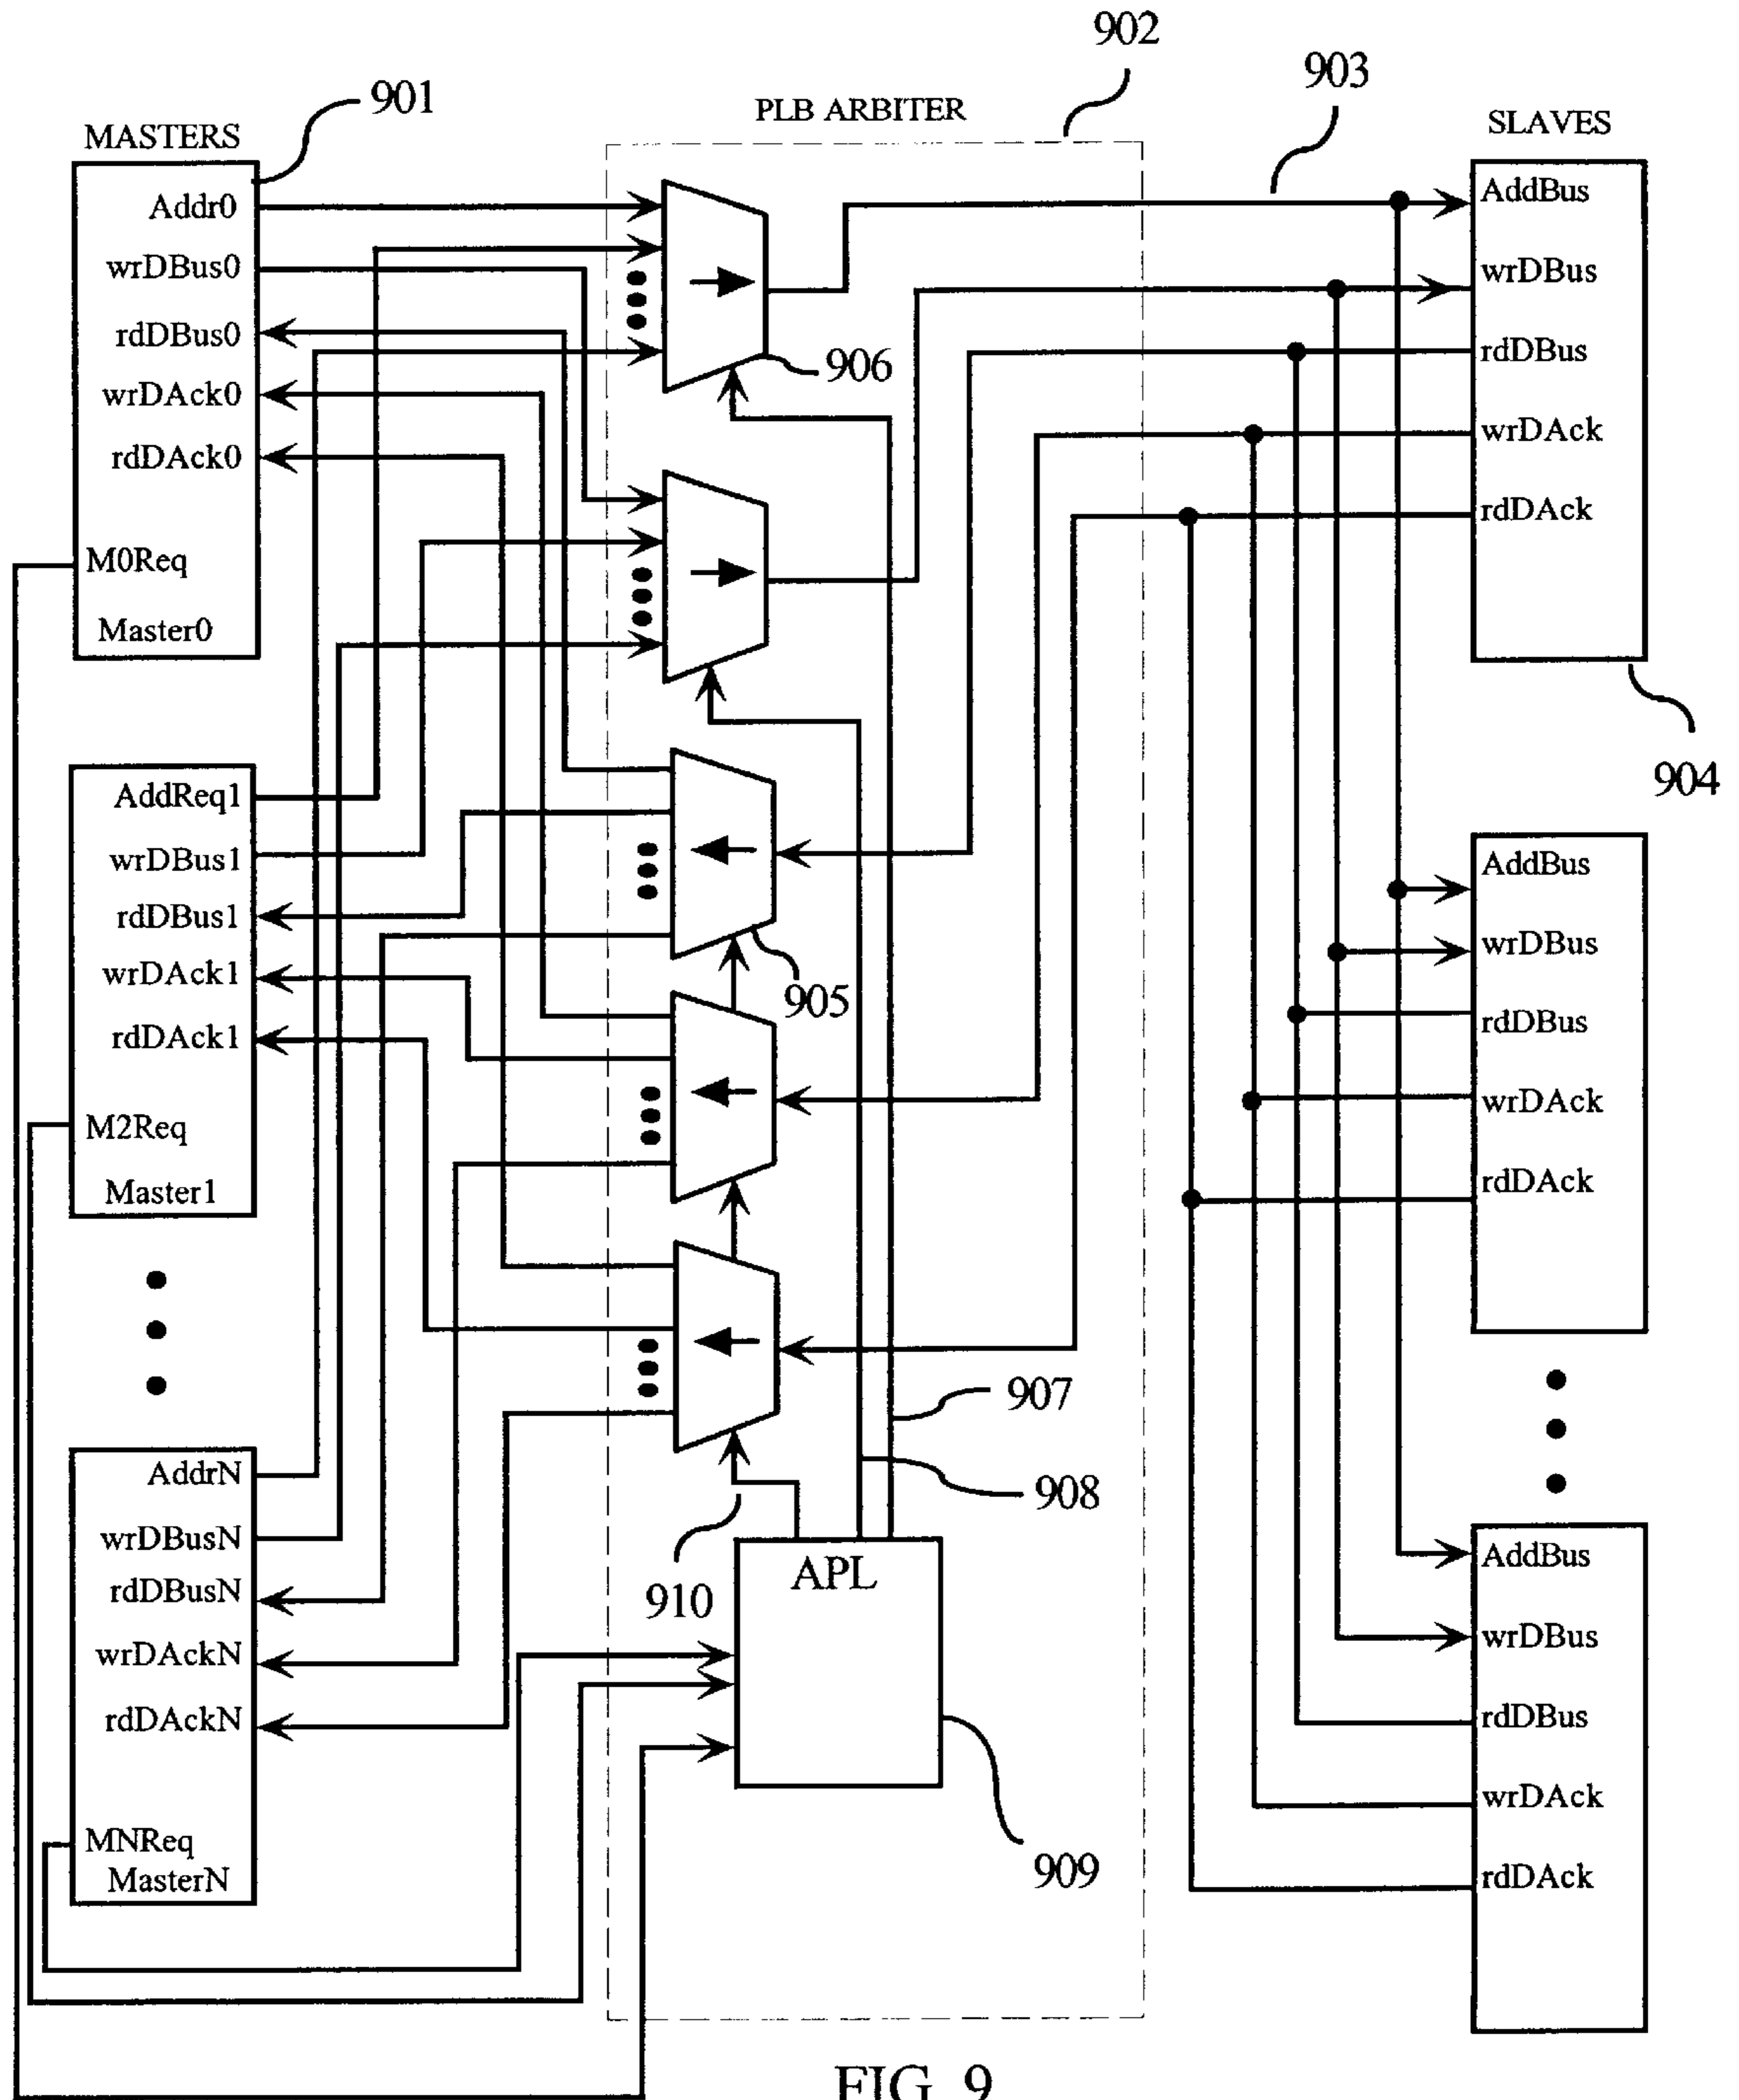 902
903
901
PLB ARBITER
MASTERS
SLAVES
Addr0
wrDBus0
rdDBus0
wrDAck0
rdDAck0
M0Req
Master0
906
AddBus
wrDBus
rdDBus
wrDAck
rdDAck
904
AddReq1
wrDBus1
rdDBus1
wrDAck1
rdDAck1
M2Req
Master1
905
AddBus
wrDBus
rdDBus
wrDAck
rdDAck
907
908
910
AddrN
wrDBusN
rdDBusN
wrDAckN
rdDAckN
MNReq
MasterN
APL
909
AddBus
wrDBus
rdDBus
wrDAck
rdDAck
FIG. 9